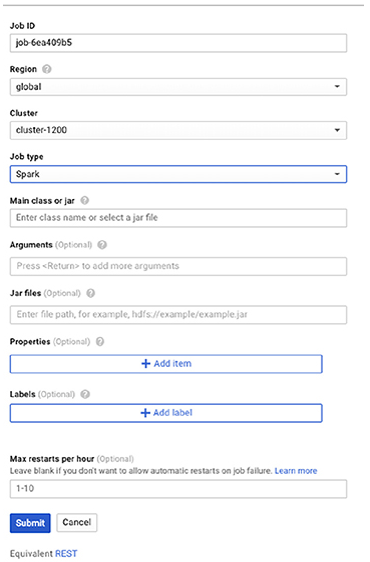 Job ID
job-6ea409b5
Region ?
global
Cluster
cluster-1200
Job type
Spark
Main class or jar ?
Enter class name or select a jar file
Arguments (Optional) ?
Press <Return> to add more arguments
Jar files (Optional) ?
Enter file path, for example, hdfs://example/example.jar
Properties (Optional) ?
+ Add item
Labels (Optional) ?
+ Add label
Max restarts per hour (Optional)
Leave blank if you don't want to allow automatic restarts on job failure. Learn more
1-10
Submit Cancel
Equivalent REST